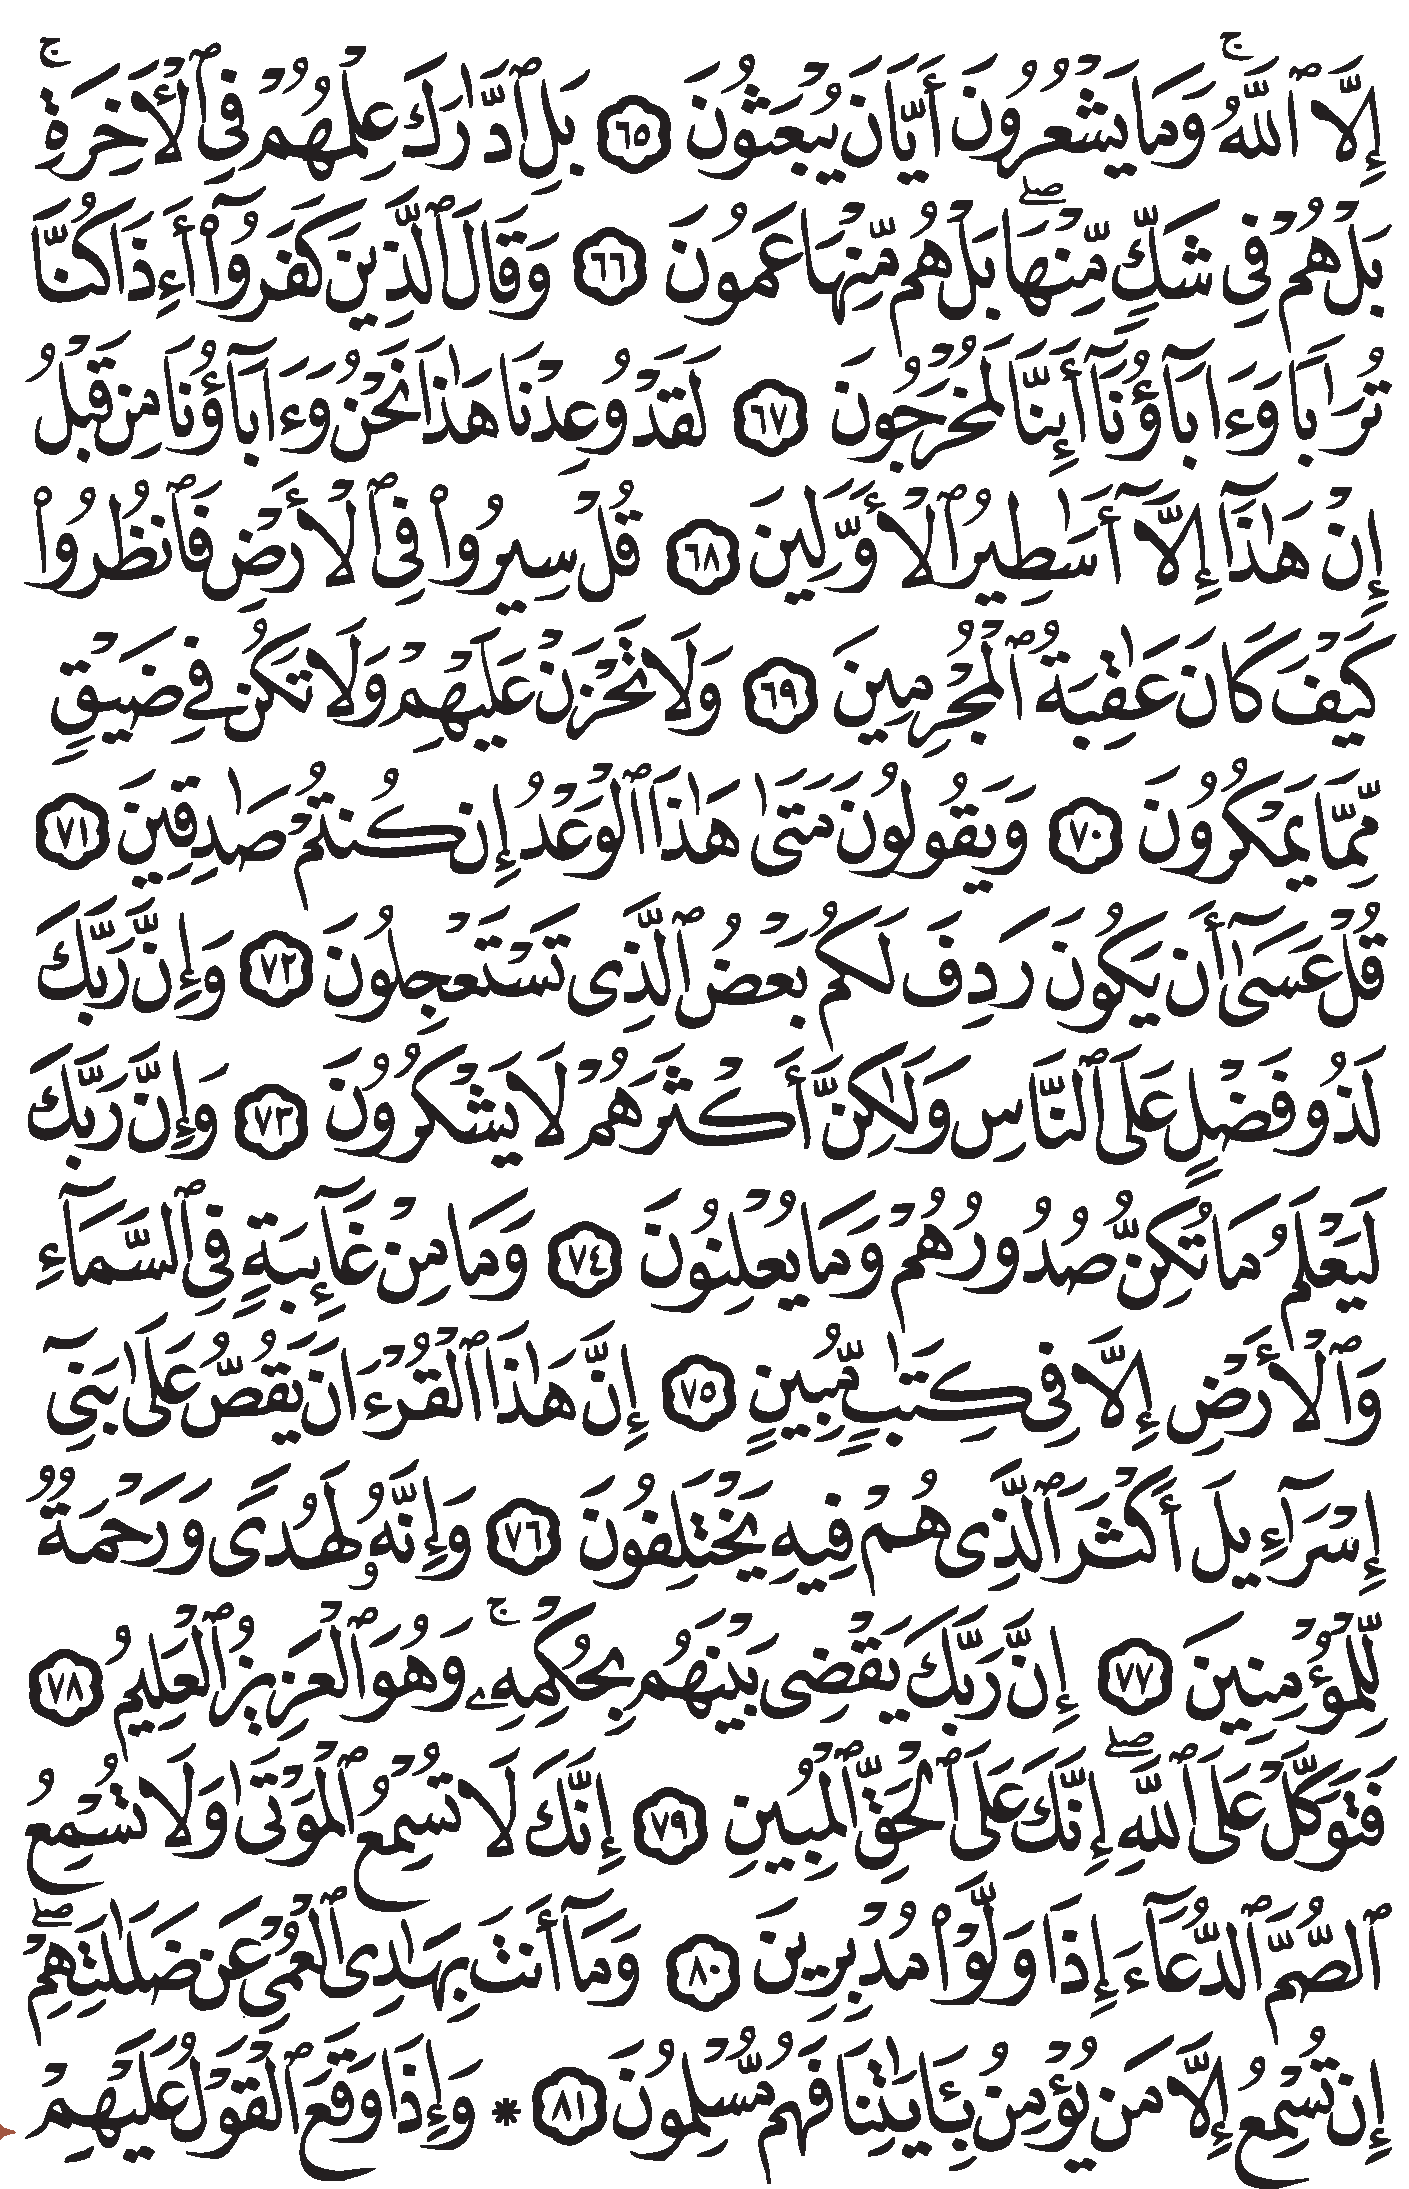 إِلَّا ٱللَّهُۚ وَمَا يَشْعُرُونَ أَيَّانَ يُبْعَثُونَ ٦٥ بَلِ ٱدَّٰرَكَ عِلْمُهُمْ فِي ٱلْأٓخِرَةِۚ
بَلْ هُمْ فِي شَكٍّ مِّنْهَاۖ بَلْ هُم مِّنْهَا عَمُونَ ٦٦ وَقَالَ ٱلَّذِينَ كَفَرُوٓا۟ أَءِذَا كُنَّا
تُرَٰبًا وَءَابَآؤُنَآ أَئِنَّا لَمُخْرَجُونَ ٦٧ لَقَدْ وُعِدْنَا هَٰذَا نَحْنُ وَءَابَآؤُنَا مِن قَبْلُ
إِنْ هَٰذَآ إِلَّآ أَسَٰطِيرُ ٱلْأَوَّلِينَ ٦٨ قُلْ سِيرُوا۟ فِي ٱلْأَرْضِ فَٱنظُرُوا۟
كَيْفَ كَانَ عَٰقِبَةُ ٱلْمُجْرِمِينَ ٦٩ وَلَا تَحْزَنْ عَلَيْهِمْ وَلَا تَكُن فِي ضَيْقٍ
مِّمَّا يَمْكُرُونَ ٧٠ وَيَقُولُونَ مَتَىٰ هَٰذَا ٱلْوَعْدُ إِن كُنتُمْ صَٰدِقِينَ ٧١
قُلْ عَسَىٰٓ أَن يَكُونَ رَدِفَ لَكُم بَعْضُ ٱلَّذِى تَسْتَعْجِلُونَ ٧٢ وَإِنَّ رَبَّكَ
لَذُو فَضْلٍ عَلَى ٱلنَّاسِ وَلَٰكِنَّ أَكْثَرَهُمْ لَا يَشْكُرُونَ ٧٣ وَإِنَّ رَبَّكَ
لَيَعْلَمُ مَا تُكِنُّ صُدُورُهُمْ وَمَا يُعْلِنُونَ ٧٤ وَمَا مِنْ غَآئِبَةٍ فِي ٱلسَّمَآءِ
وَٱلْأَرْضِ إِلَّا فِي كِتَٰبٍ مُّبِينٍ ٧٥ إِنَّ هَٰذَا ٱلْقُرْءَانَ يَقُصُّ عَلَىٰ بَنِىٓ
إِسْرَٰٓءِيلَ أَكْثَرَ ٱلَّذِى هُمْ فِيهِ يَخْتَلِفُونَ ٧٦ وَإِنَّهُۥ لَهُدًى وَرَحْمَةٌ
لِّلْمُؤْمِنِينَ ٧٧ إِنَّ رَبَّكَ يَقْضِى بَيْنَهُم بِحُكْمِهِۦۚ وَهُوَ ٱلْعَزِيزُ ٱلْعَلِيمُ ٧٨
فَتَوَكَّلْ عَلَى ٱللَّهِۖ إِنَّكَ عَلَى ٱلْحَقِّ ٱلْمُبِينِ ٧٩ إِنَّكَ لَا تُسْمِعُ ٱلْمَوْتَىٰ وَلَا تُسْمِعُ
ٱلصُّمَّ ٱلدُّعَآءَ إِذَا وَلَّوْا۟ مُدْبِرِينَ ٨٠ وَمَآ أَنتَ بِهَٰدِى ٱلْعُمْىِ عَن ضَلَٰلَتِهِمْۖ
إِن تُسْمِعُ إِلَّا مَن يُؤْمِنُ بِـَٔايَٰتِنَا فَهُم مُّسْلِمُونَ ٨١ * وَإِذَا وَقَعَ ٱلْقَوْلُ عَلَيْهِمْ